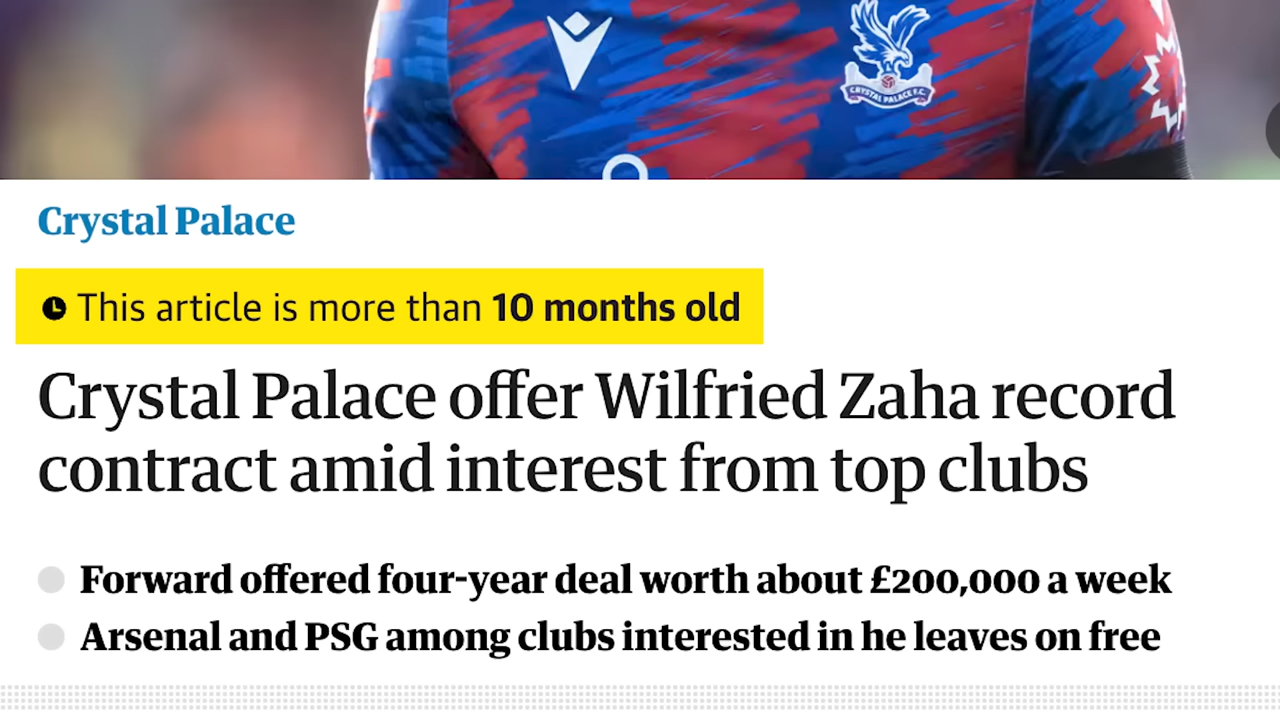 CRYSTAL PALACE F.C.
Crystal Palace
This article is more than 10 months old
Crystal Palace offer Wilfried Zaha record
contract amid interest from top clubs
Forward offered four-year deal worth about £200,000 a week
Arsenal and PSG among clubs interested in he leaves on free